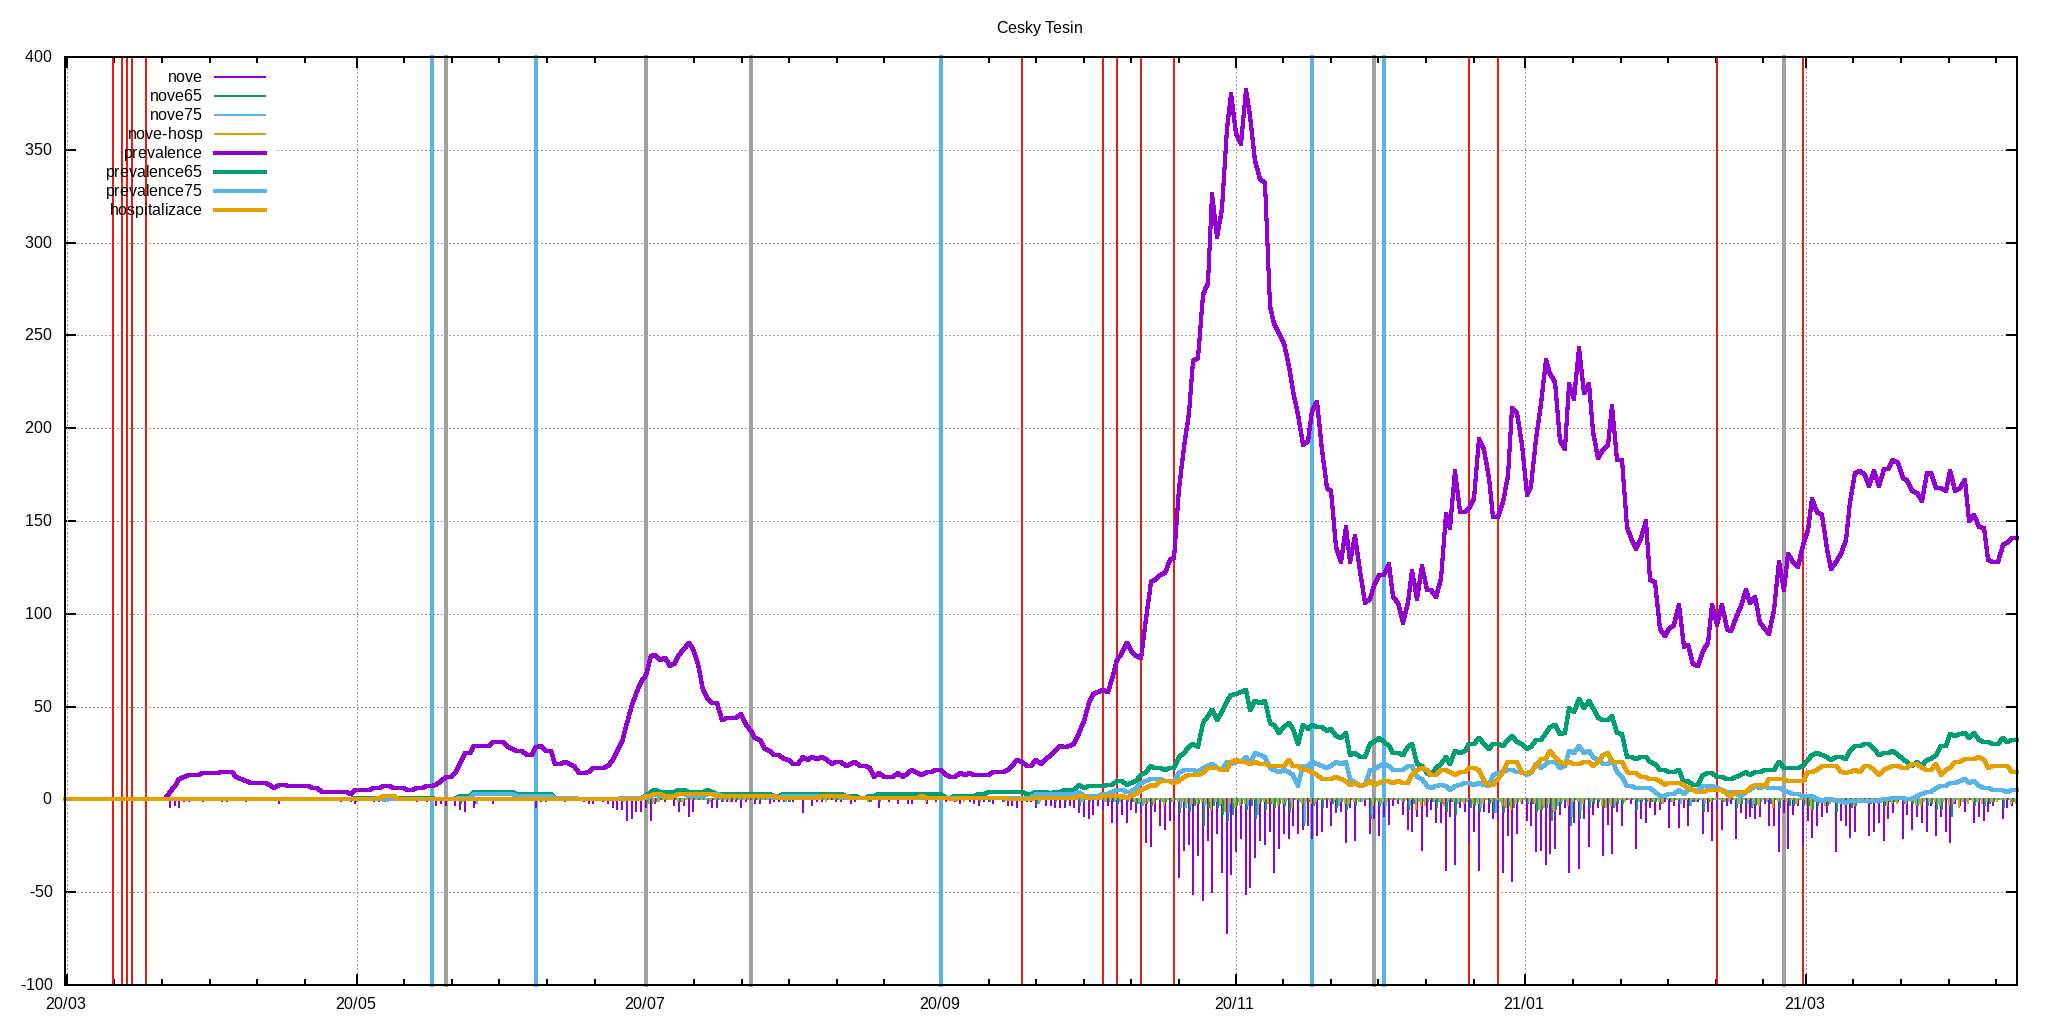 Cesky Tesin
400
350
300
250
200
150
100
50
0
-50
-100
nove
nove65
nove75
nove-hosp
prevalence
prevalence65
prevalence75
hospitalizace
20/03 20/05 20/07 20/09 20/11 21/01 21/03